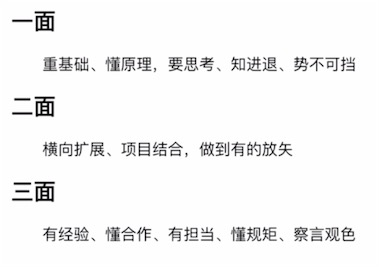 一面
重基础、懂原理，要思考、知进退、势不可挡
二面
横向扩展、项目结合，做到有的放矢
三面
有经验、懂合作、有担当、懂规矩、察言观色